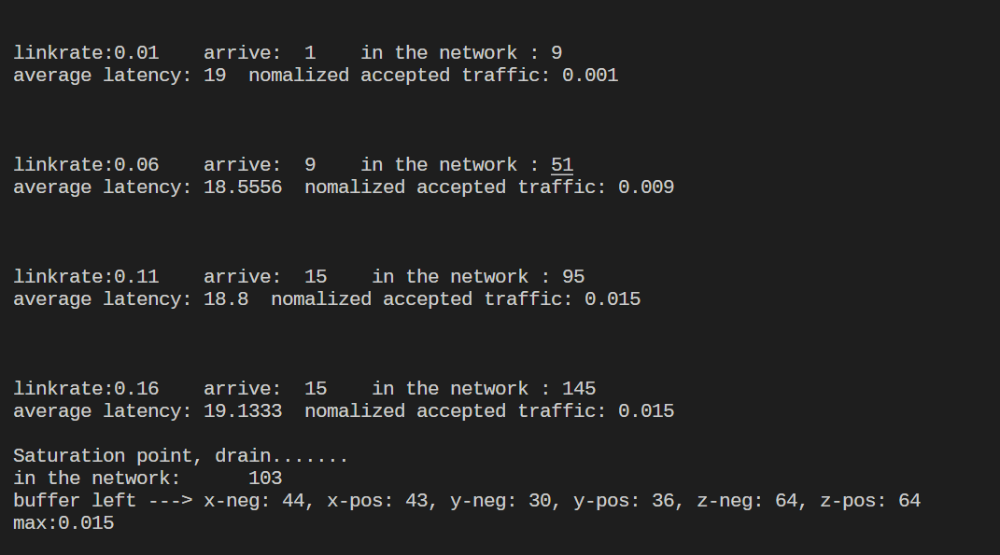 linkrate:0.01    arrive:  1    in the network : 9
average latency: 19  nomalized accepted traffic: 0.001
linkrate:0.06    arrive:  9    in the network : 51
average latency: 18.5556  nomalized accepted traffic: 0.009
linkrate:0.11    arrive:  15    in the network : 95
average latency: 18.8  nomalized accepted traffic: 0.015
linkrate:0.16    arrive:  15    in the network : 145
average latency: 19.1333  nomalized accepted traffic: 0.015
Saturation point, drain.......
in the network:      103
buffer left ---> x-neg: 44, x-pos: 43, y-neg: 30, y-pos: 36, z-neg: 64, z-pos: 64
max:0.015